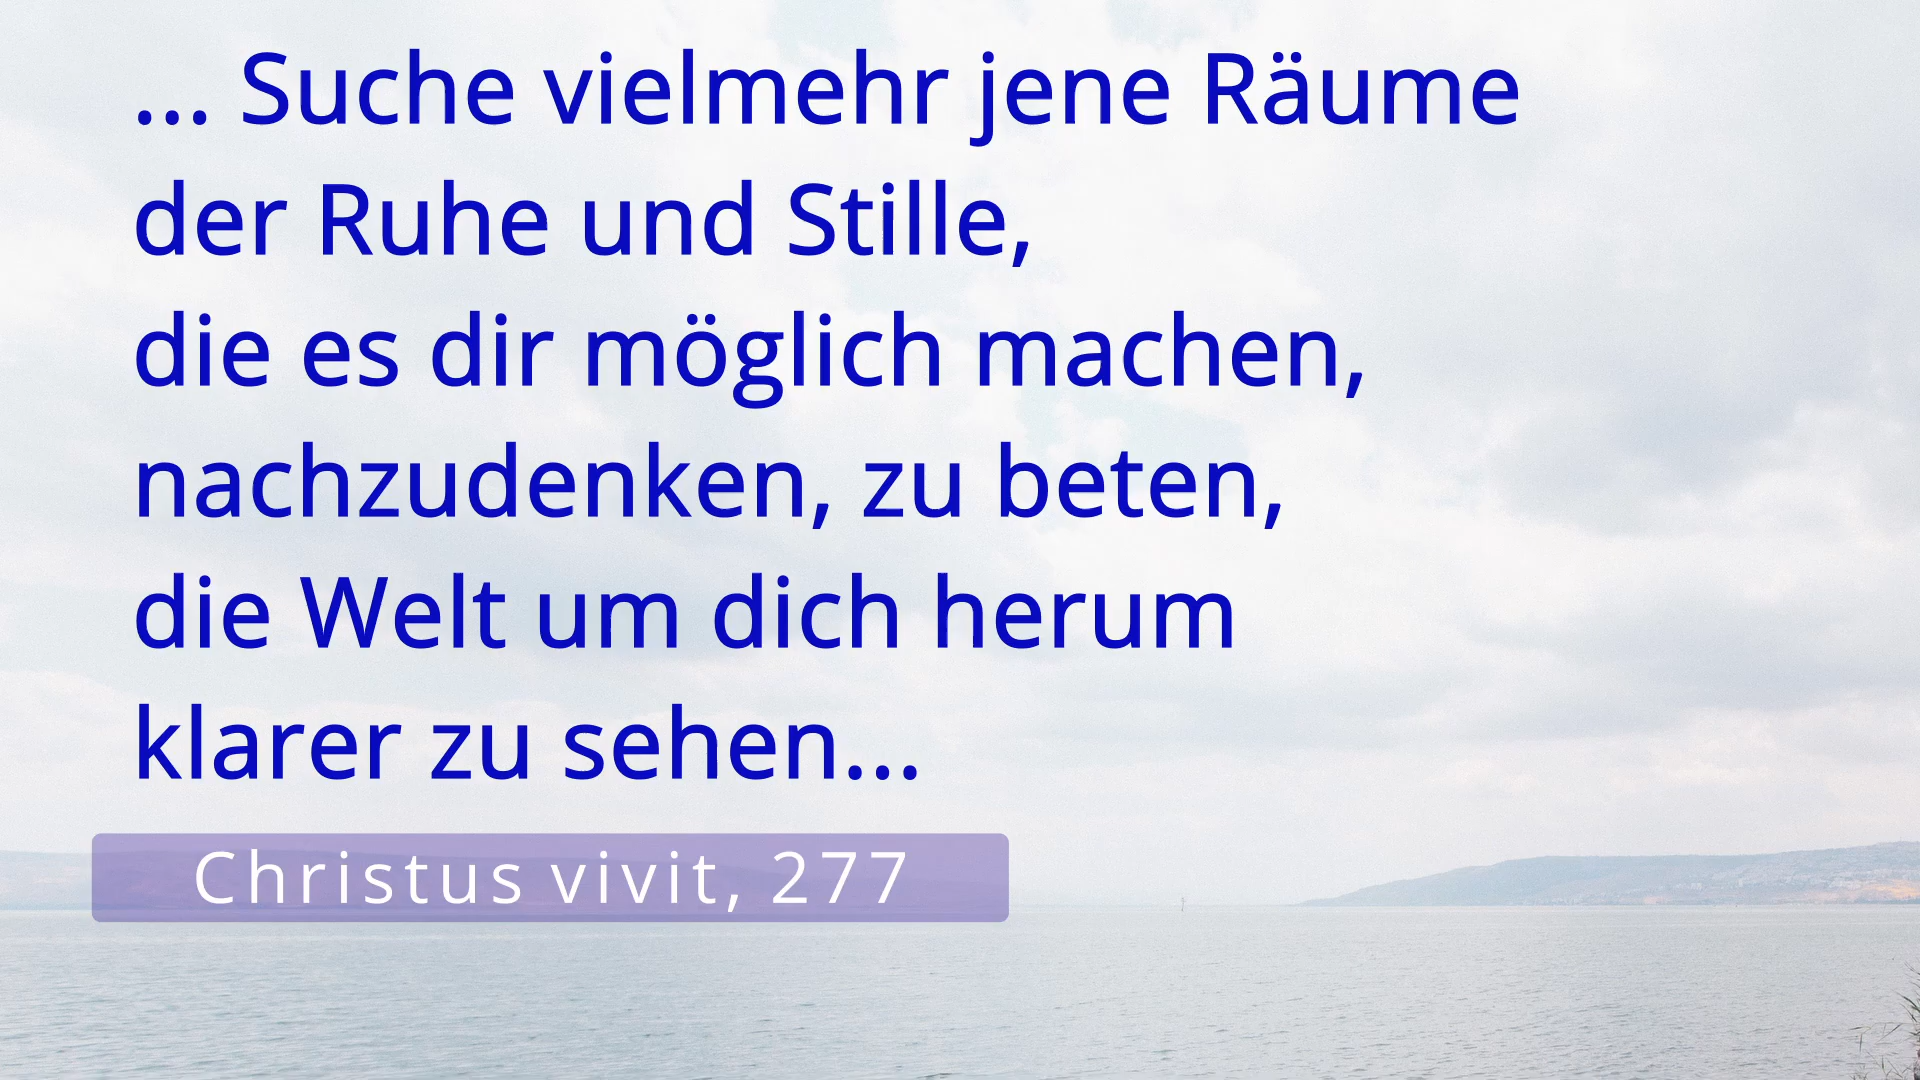 ... Suche vielmehr jene Räume
der Ruhe und Stille,
die es dir möglich machen,
nachzudenken, zu beten,
die Welt um dich herum
klarer zu sehen...
Christus vivit, 277